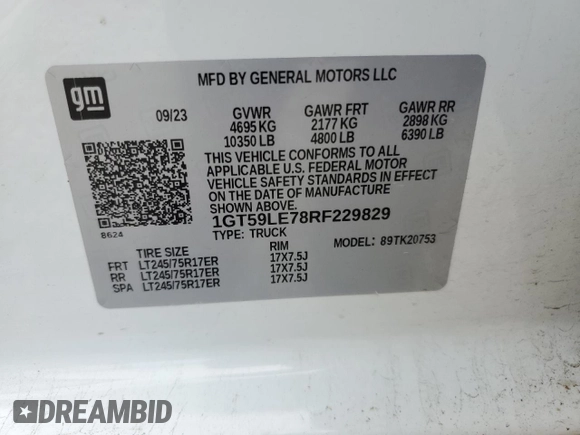 gm
MFD BY GENERAL MOTORS LLC
09/23 GVWR GAWR FRT GAWR RR
4695 KG 2177 KG 2898 KG
10350 LB 4800 LB 6390 LB
THIS VEHICLE CONFORMS TO ALL
APPLICABLE U.S. FEDERAL MOTOR
VEHICLE SAFETY STANDARDS IN EFFECT
ON THE DATE OF MANUFACTURE
SHOWN ABOVE.
1GT59LE78RF229829
8624
TYPE: TRUCK MODEL: 89TK20753
TIRE SIZE RIM
FRT LT245/75R17ER 17X7.5J
RR LT245/75R17ER 17X7.5J
SPA LT245/75R17ER 17X7.5J
DREAMBID